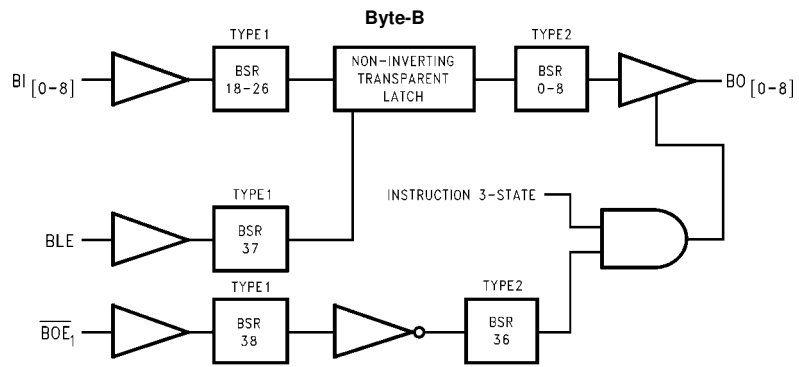 Byte-B
TYPE1
TYPE2
BI [0-8]
BSR
18-26
NON-INVERTING
TRANSPARENT
LATCH
BSR
0-8
BO [0-8]
TYPE1
INSTRUCTION 3-STATE
BLE
BSR
37
TYPE1
TYPE2
BOE1
BSR
38
BSR
36